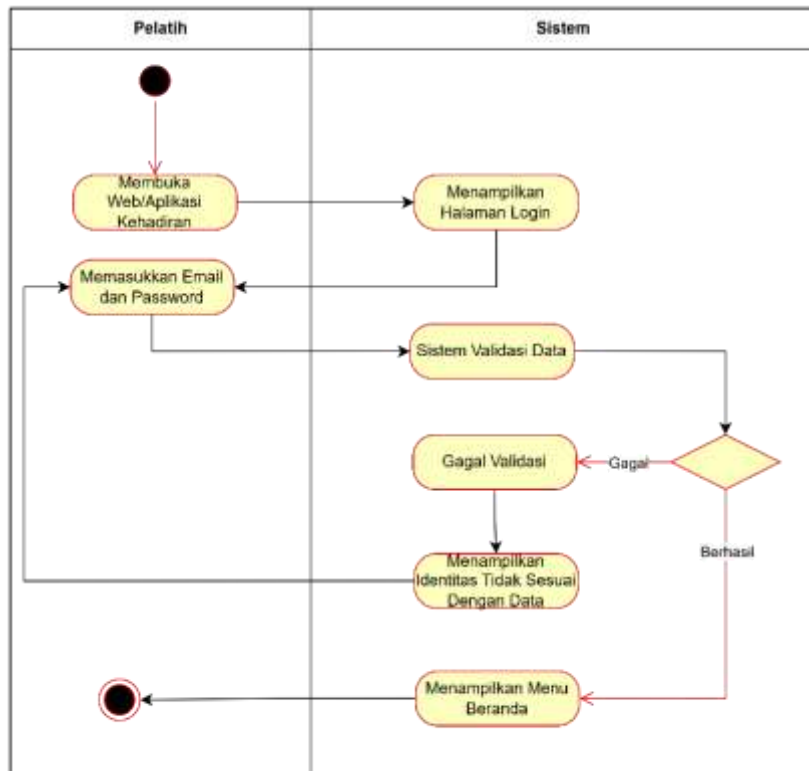 Pelatih
Sistem
Membuka
Web/Aplikasi
Kehadiran
Menampilkan
Halaman Login
Memasukkan Email
dan Password
Sistem Validasi Data
Gagal Validasi
Gagal
Berhasil
Menampilkan
Identitas Tidak Sesuai
Dengan Data
Menampilkan Menu
Beranda